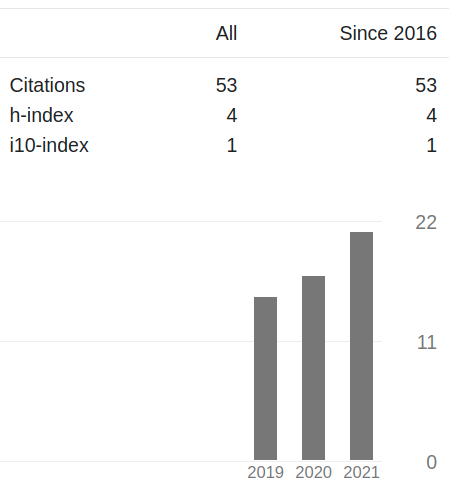 All Since 2016
Citations 53 53
h-index 4 4
i10-index 1 1
22
11
0
2019 2020 2021